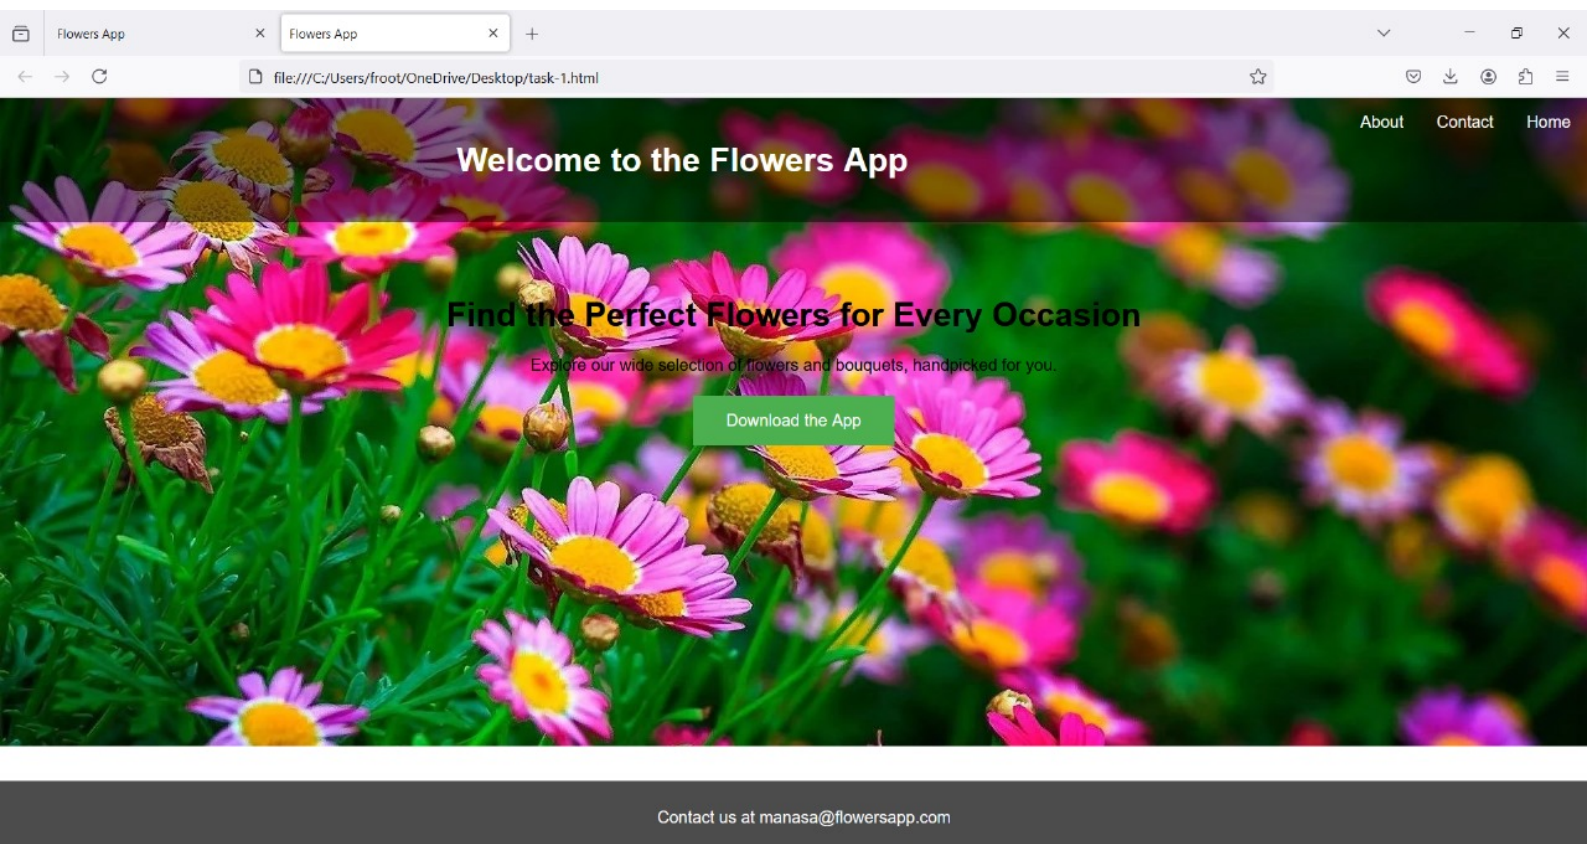 Flowers App
Flowers App
file:///C:/Users/froot/OneDrive/Desktop/task-1.html
About Contact Home
Welcome to the Flowers App
Find the Perfect Flowers for Every Occasion
Explore our wide selection of flowers and bouquets, handpicked for you.
Download the App
Contact us at manasa@flowersapp.com